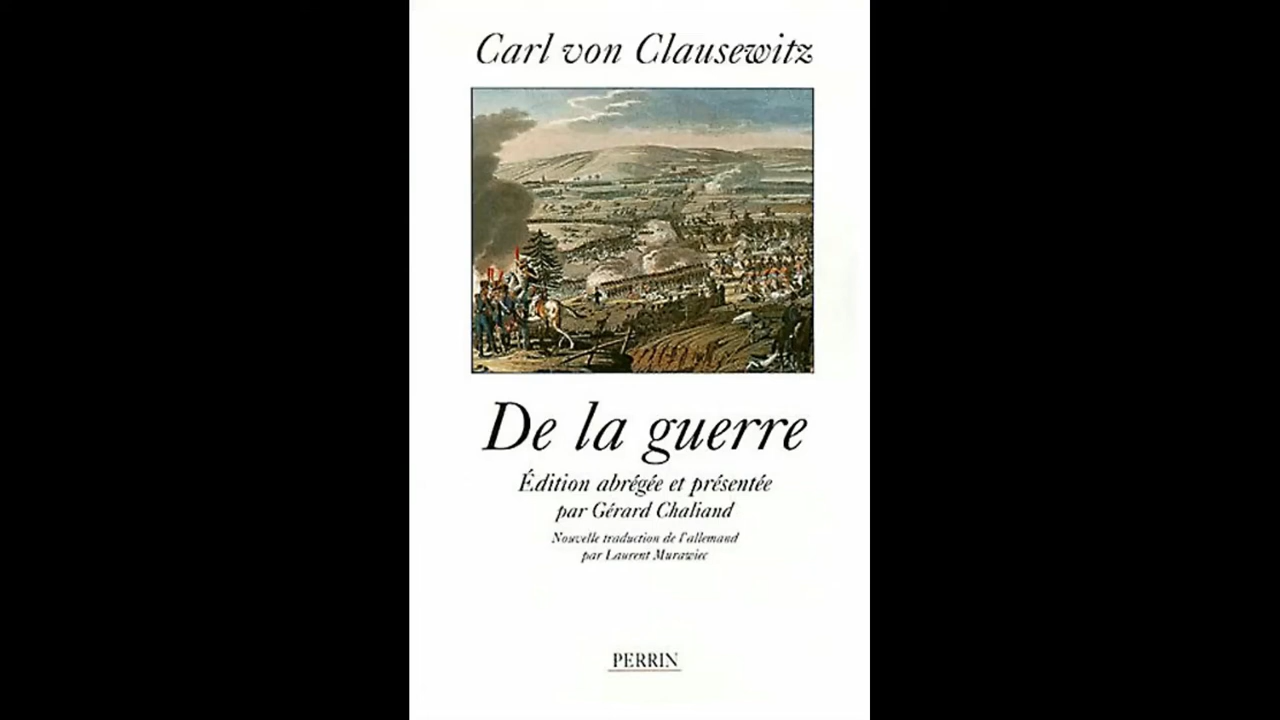 Carl von Clausewitz
De la guerre
Édition abrégée et présentée
par Gérard Chaliand
Nouvelle traduction de l'allemand
par Laurent Murawiec
PERRIN